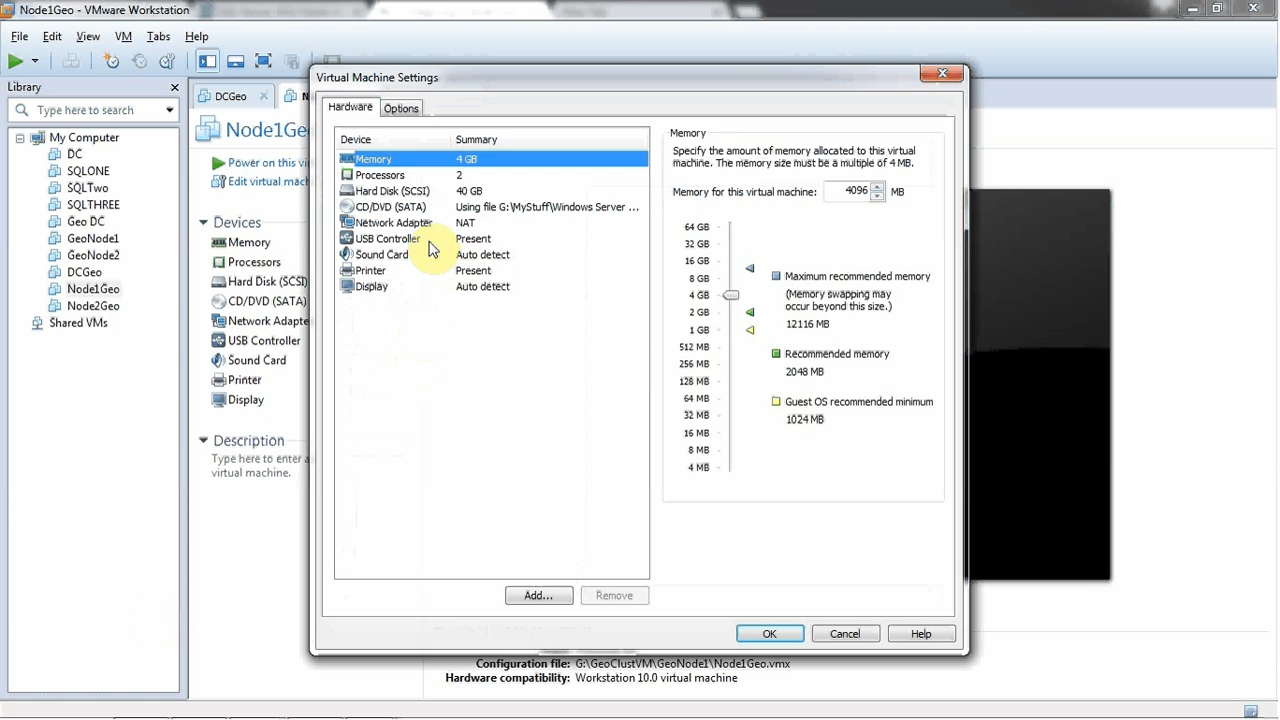 Node1Geo - VMware Workstation
File Edit View VM Tabs Help
Library
Type here to search
My Computer
DC
SQLONE
SQLTwo
SQLTHREE
Geo DC
GeoNode1
GeoNode2
DCGeo
Node1Geo
Node2Geo
Shared VMs
DCGeo
Node1Geo
Power on this vi
Edit virtual mach
Devices
Memory
Processors
Hard Disk (SCSI)
CD/DVD (SATA)
Network Adapte
USB Controller
Sound Card
Printer
Display
Description
Type here to enter a
virtual machine.
Virtual Machine Settings
Hardware Options
Device Summary
Memory 4 GB
Processors 2
Hard Disk (SCSI) 40 GB
CD/DVD (SATA) Using file G:\MyStuff\Windows Server ...
Network Adapter NAT
USB Controller Present
Sound Card Auto detect
Printer Present
Display Auto detect
Add... Remove
Memory
Specify the amount of memory allocated to this virtual
machine. The memory size must be a multiple of 4 MB.
Memory for this virtual machine: 4096 MB
64 GB
32 GB
16 GB
8 GB
4 GB
2 GB
1 GB
512 MB
256 MB
128 MB
64 MB
32 MB
16 MB
8 MB
4 MB
Maximum recommended memory
(Memory swapping may
occur beyond this size.)
12116 MB
Recommended memory
2048 MB
Guest OS recommended minimum
1024 MB
OK Cancel Help
Configuration file: G:\GeoClustVM\GeoNode1\Node1Geo.vmx
Hardware compatibility: Workstation 10.0 virtual machine